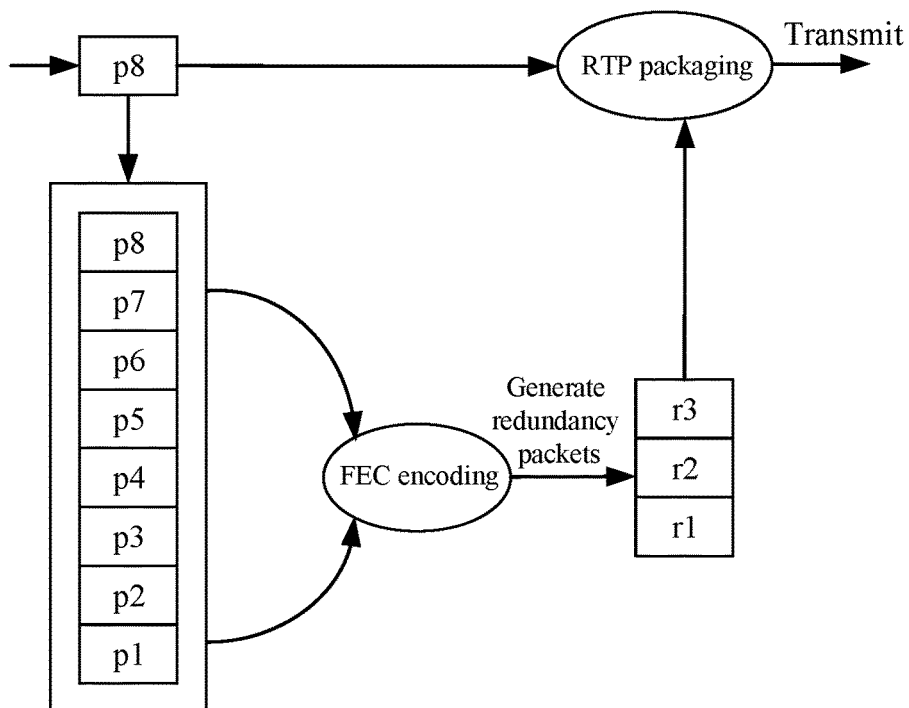 p8
RTP packaging
Transmit
p8
p7
p6
p5
p4
p3
p2
p1
FEC encoding
Generate
redundancy
packets
r3
r2
r1